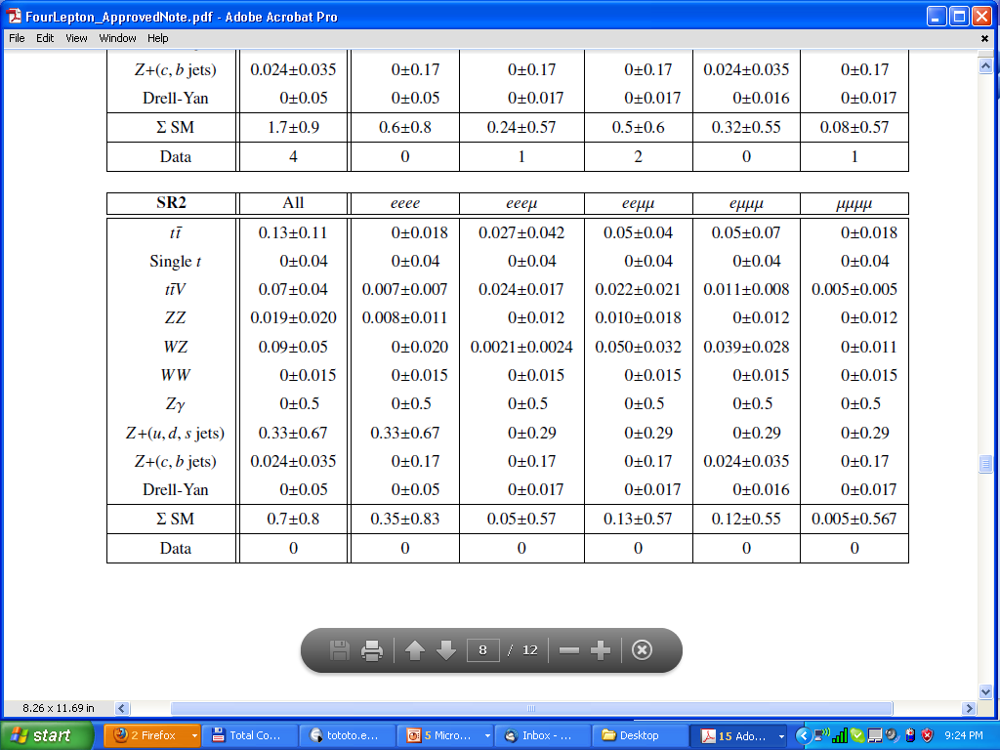 FourLepton_ApprovedNote.pdf - Adobe Acrobat Pro
File Edit View Window Help
Z+(c, b jets) 0.024±0.035 0±0.17 0±0.17 0±0.17 0.024±0.035 0±0.17
Drell-Yan 0±0.05 0±0.05 0±0.017 0±0.017 0±0.016 0±0.017
Σ SM 1.7±0.9 0.6±0.8 0.24±0.57 0.5±0.6 0.32±0.55 0.08±0.57
Data 4 0 1 2 0 1
SR2 All eeee eeeμ eeμμ eμμμ μμμμ
tt̄ 0.13±0.11 0±0.018 0.027±0.042 0.05±0.04 0.05±0.07 0±0.018
Single t 0±0.04 0±0.04 0±0.04 0±0.04 0±0.04 0±0.04
tt̄V 0.07±0.04 0.007±0.007 0.024±0.017 0.022±0.021 0.011±0.008 0.005±0.005
ZZ 0.019±0.020 0.008±0.011 0±0.012 0.010±0.018 0±0.012 0±0.012
WZ 0.09±0.05 0±0.020 0.0021±0.0024 0.050±0.032 0.039±0.028 0±0.011
WW 0±0.015 0±0.015 0±0.015 0±0.015 0±0.015 0±0.015
Zγ 0±0.5 0±0.5 0±0.5 0±0.5 0±0.5 0±0.5
Z+(u, d, s jets) 0.33±0.67 0.33±0.67 0±0.29 0±0.29 0±0.29 0±0.29
Z+(c, b jets) 0.024±0.035 0±0.17 0±0.17 0±0.17 0.024±0.035 0±0.17
Drell-Yan 0±0.05 0±0.05 0±0.017 0±0.017 0±0.016 0±0.017
Σ SM 0.7±0.8 0.35±0.83 0.05±0.57 0.13±0.57 0.12±0.55 0.005±0.567
Data 0 0 0 0 0 0
8 / 12
8.26 x 11.69 in
start 2 Firefox Total Co... tototo.e... 5 Micro... Inbox - ... Desktop 15 Ado... 9:24 PM